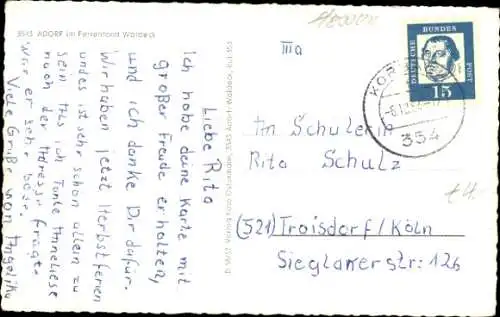 3543 ADORF im Ferienland Waldeck
Liebe Rita
Ich habe deine Karte mit
großer Freude erhalten,
und ich danke Dir dafür.
Wir haben jetzt Herbstferien
und es ist sehr schön allein zu
sein. Als ich Tante Anneliese
nach der Adresse fragte
war er sehr böse.
Viele Grüße von Angelika
IIIa
DEUTSCHE BUNDESPOST
15
354
An Schülerin
Rita Schulz
(521) Troisdorf/Köln
Sieglarerstr: 126